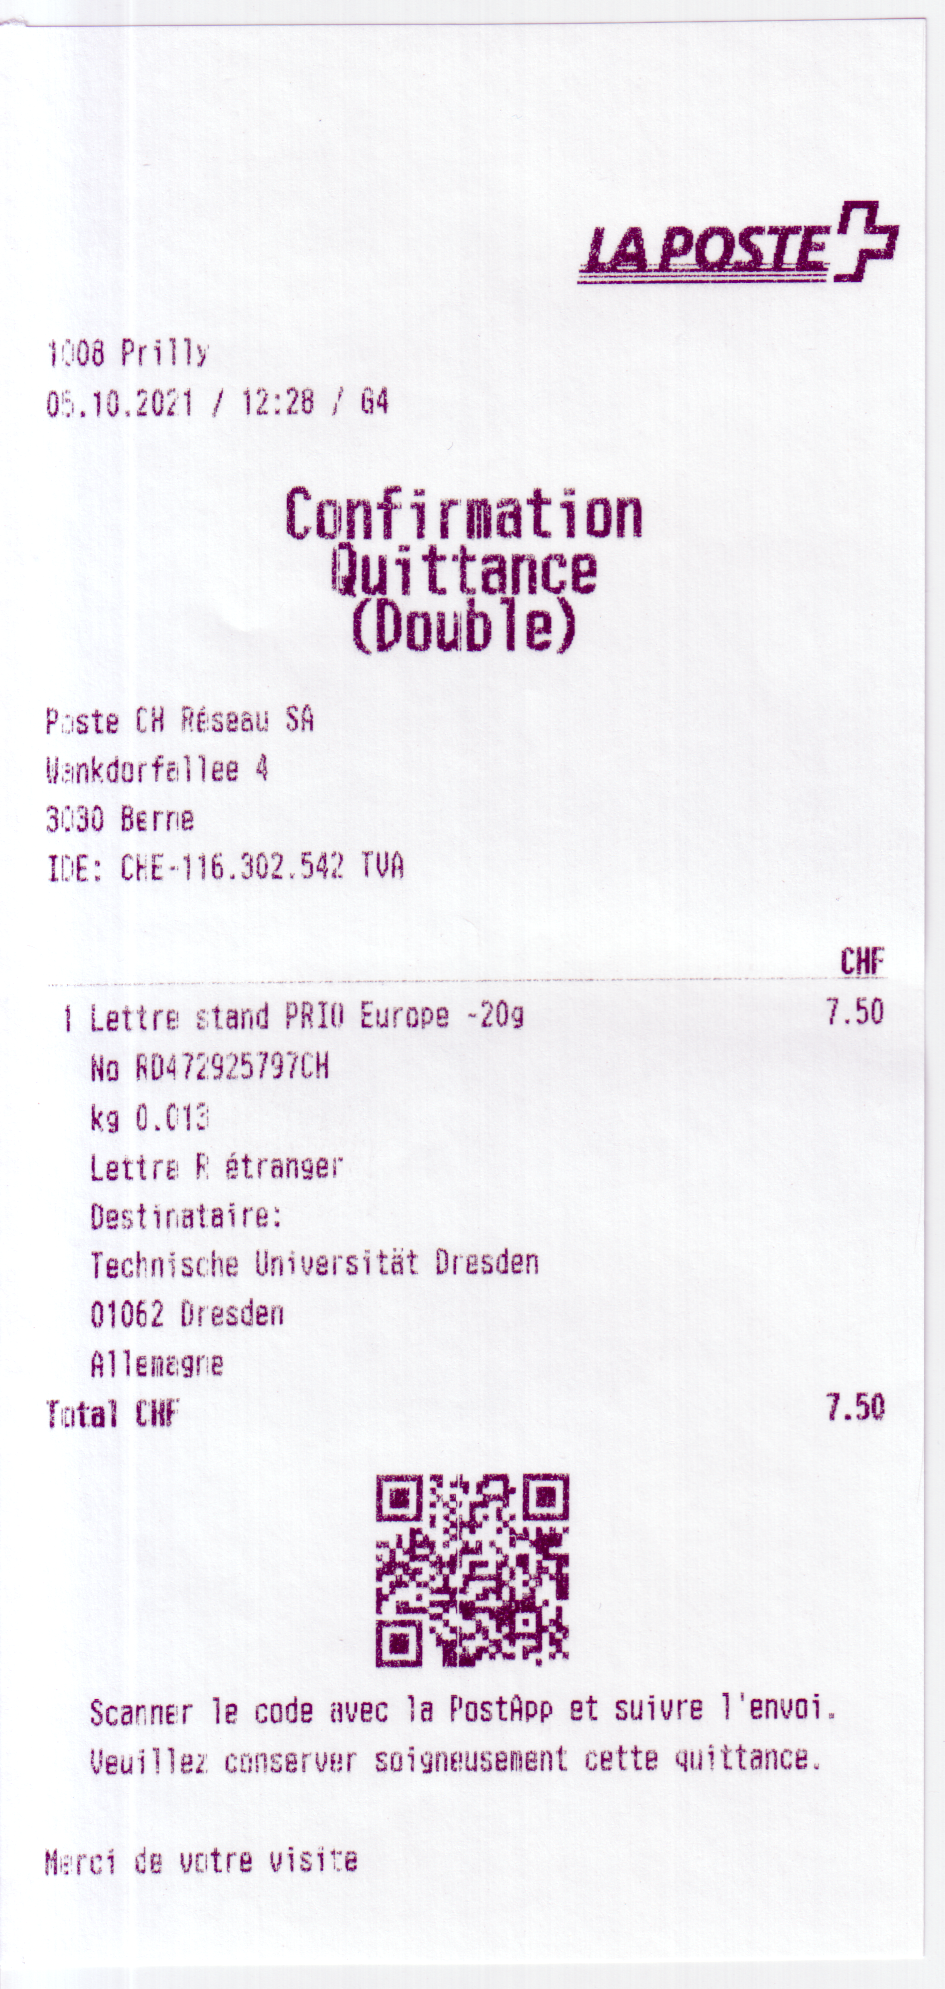 LA POSTE
1008 Prilly
05.10.2021 / 12:28 / G4
Confirmation
Quittance
(Double)
Poste CH Réseau SA
Wankdorfallee 4
3030 Berne
IDE: CHE-116.302.542 TVA
CHF
1 Lettre stand PRIO Europe -20g 7.50
No RD472925797CH
kg 0.013
Lettre R étranger
Destinataire:
Technische Universität Dresden
01062 Dresden
Allemagne
Total CHF 7.50
Scanner le code avec la PostApp et suivre l'envoi.
Veuillez conserver soigneusement cette quittance.
Merci de votre visite